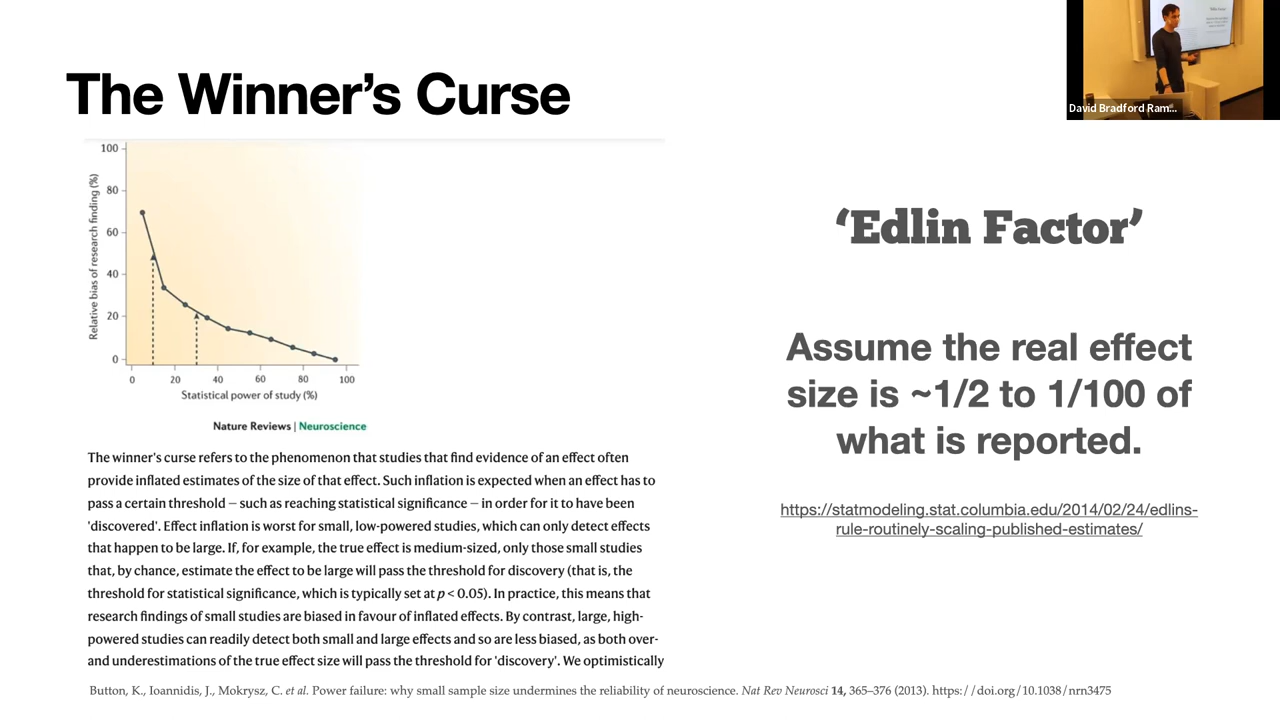 The Winner's Curse
David Bradford Ram...
100
80
60
40
20
0
Relative bias of research finding (%)
0 20 40 60 80 100
Statistical power of study (%)
Nature Reviews | Neuroscience
The winner's curse refers to the phenomenon that studies that find evidence of an effect often
provide inflated estimates of the size of that effect. Such inflation is expected when an effect has to
pass a certain threshold — such as reaching statistical significance — in order for it to have been
'discovered'. Effect inflation is worst for small, low-powered studies, which can only detect effects
that happen to be large. If, for example, the true effect is medium-sized, only those small studies
that, by chance, estimate the effect to be large will pass the threshold for discovery (that is, the
threshold for statistical significance, which is typically set at p < 0.05). In practice, this means that
research findings of small studies are biased in favour of inflated effects. By contrast, large, high-
powered studies can readily detect both small and large effects and so are less biased, as both over-
and underestimations of the true effect size will pass the threshold for 'discovery'. We optimistically
‘Edlin Factor’
Assume the real effect
size is ~1/2 to 1/100 of
what is reported.
https://statmodeling.stat.columbia.edu/2014/02/24/edlins-
rule-routinely-scaling-published-estimates/
Button, K., Ioannidis, J., Mokrysz, C. et al. Power failure: why small sample size undermines the reliability of neuroscience. Nat Rev Neurosci 14, 365–376 (2013). https://doi.org/10.1038/nrn3475